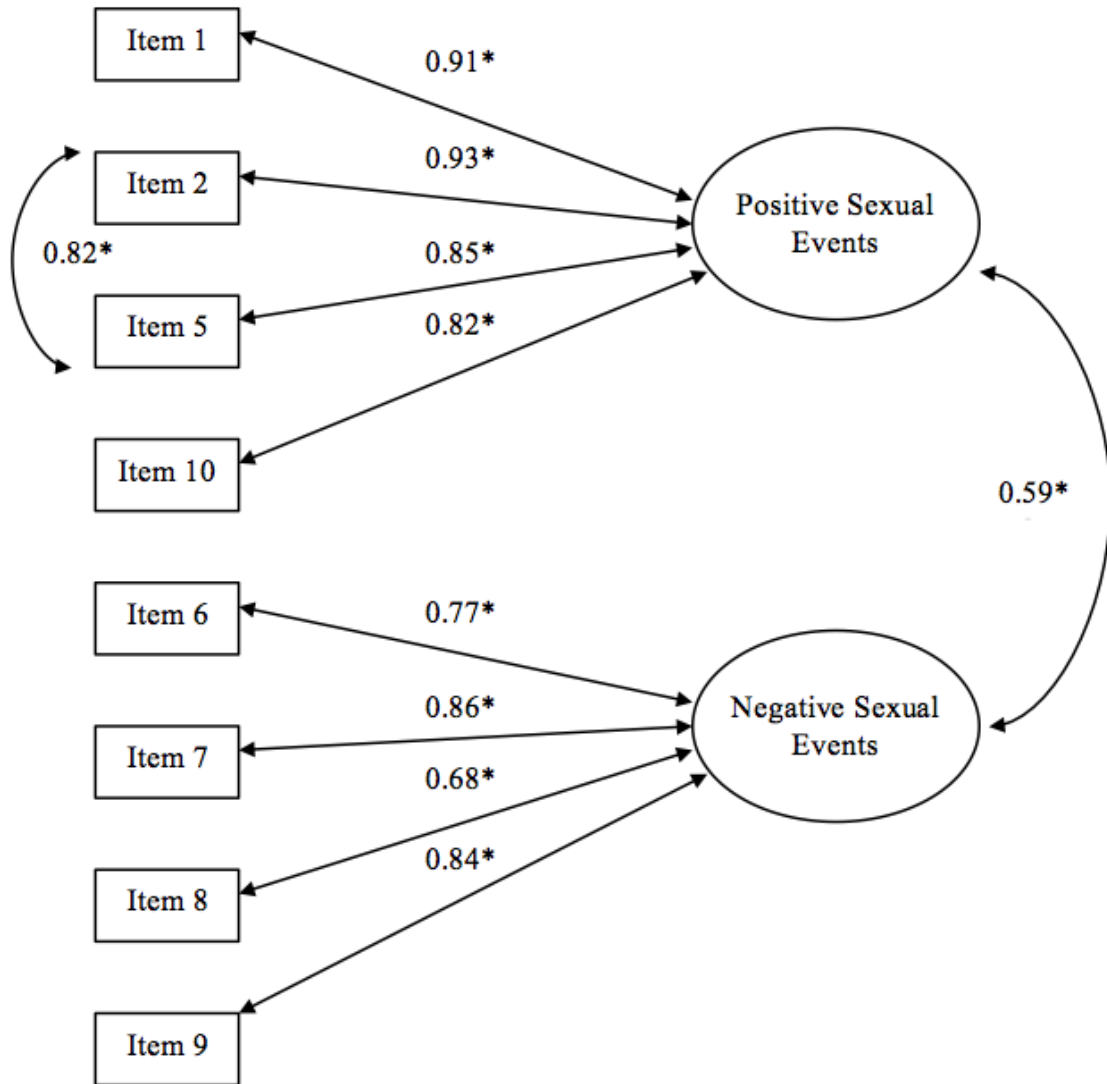 Item 1
0.91*
Item 2
0.93*
Positive Sexual
Events
0.82*
0.85*
Item 5
0.82*
Item 10
0.59*
Item 6
0.77*
Item 7
0.86*
Negative Sexual
Events
0.68*
Item 8
0.84*
Item 9